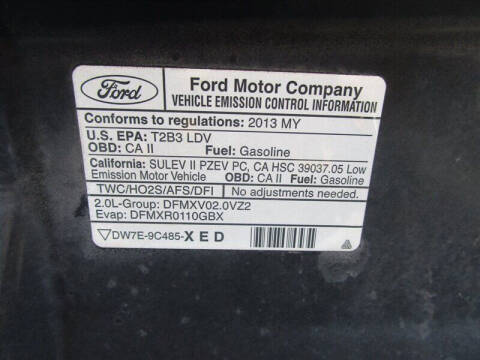 Ford
Ford Motor Company
VEHICLE EMISSION CONTROL INFORMATION
Conforms to regulations: 2013 MY
U.S. EPA: T2B3 LDV
OBD: CA II Fuel: Gasoline
California: SULEV II PZEV PC, CA HSC 39037.05 Low
Emission Motor Vehicle OBD: CA II Fuel: Gasoline
TWC/HO2S/AFS/DFI No adjustments needed.
2.0L-Group: DFMXV02.0VZ2
Evap: DFMXR0110GBX
DW7E-9C485-XED